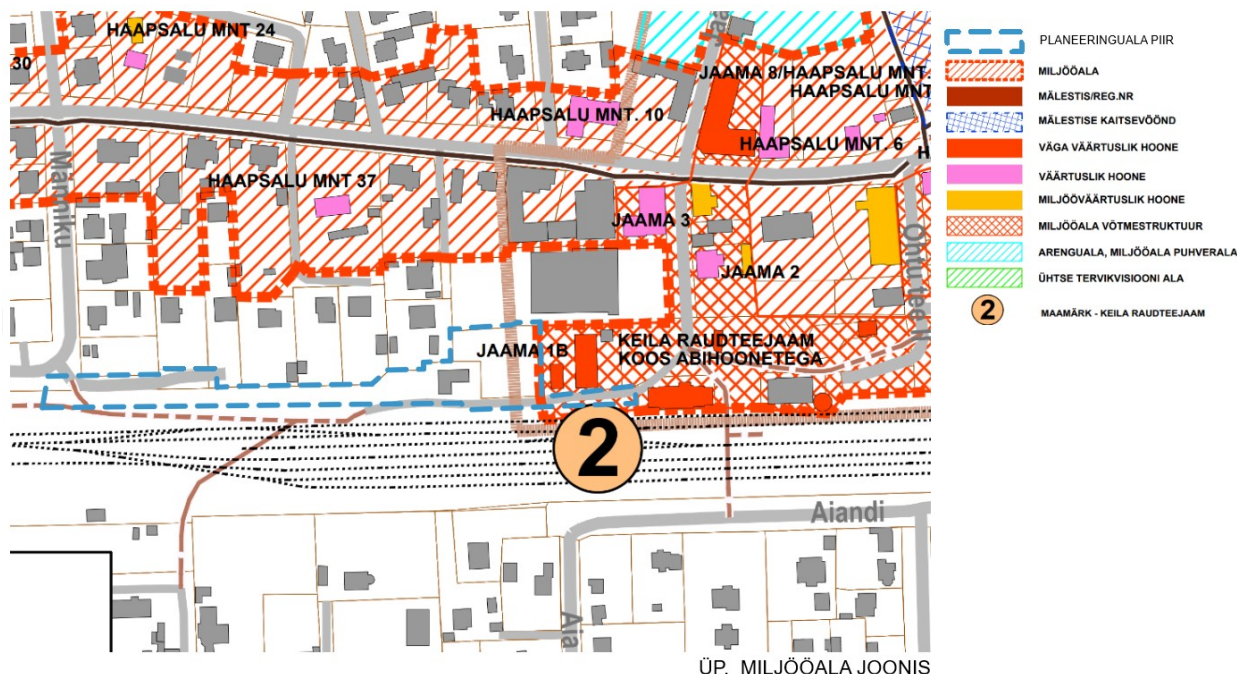 HAAPSALU MNT 24
30
Jaam
JAAMA 8/HAAPSALU MNT.
HAAPSALU MNT
HAAPSALU MNT. 10
HAAPSALU MNT. 6
H
Männiku
HAAPSALU MNT 37
JAAMA 3
JAAMA 2
Ohtu tee
JAAMA 1B
KEILA RAUDTEEJAAM
KOOS ABIHOONETEGA
2
Aiandi
Aia
PLANEERINGUALA PIIR
MILJÖÖALA
MÄLESTIS/REG.NR
MÄLESTISE KAITSEVÖÖND
VÄGA VÄÄRTUSLIK HOONE
VÄÄRTUSLIK HOONE
MILJÖÖVÄÄRTUSLIK HOONE
MILJÖÖALA VÕTMESTRUKTUUR
ARENGUALA, MILJÖÖALA PUHVERALA
ÜHTSE TERVIKVISIOONI ALA
2
MAAMÄRK - KEILA RAUDTEEJAAM
ÜP. MILJÖÖALA JOONIS